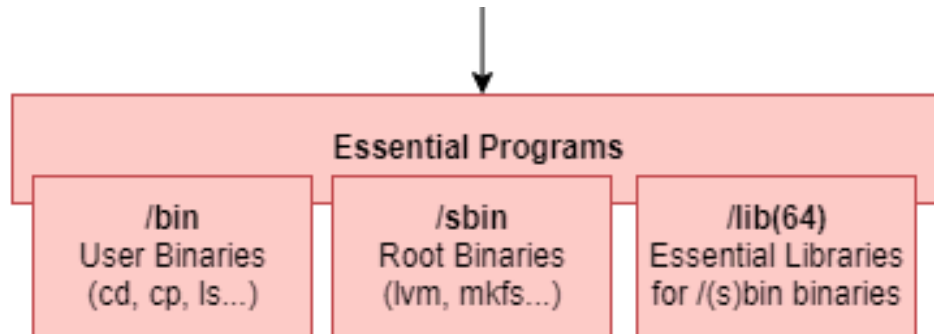 Essential Programs
/bin
User Binaries
(cd, cp, ls...)
/sbin
Root Binaries
(lvm, mkfs...)
/lib(64)
Essential Libraries
for /(s)bin binaries